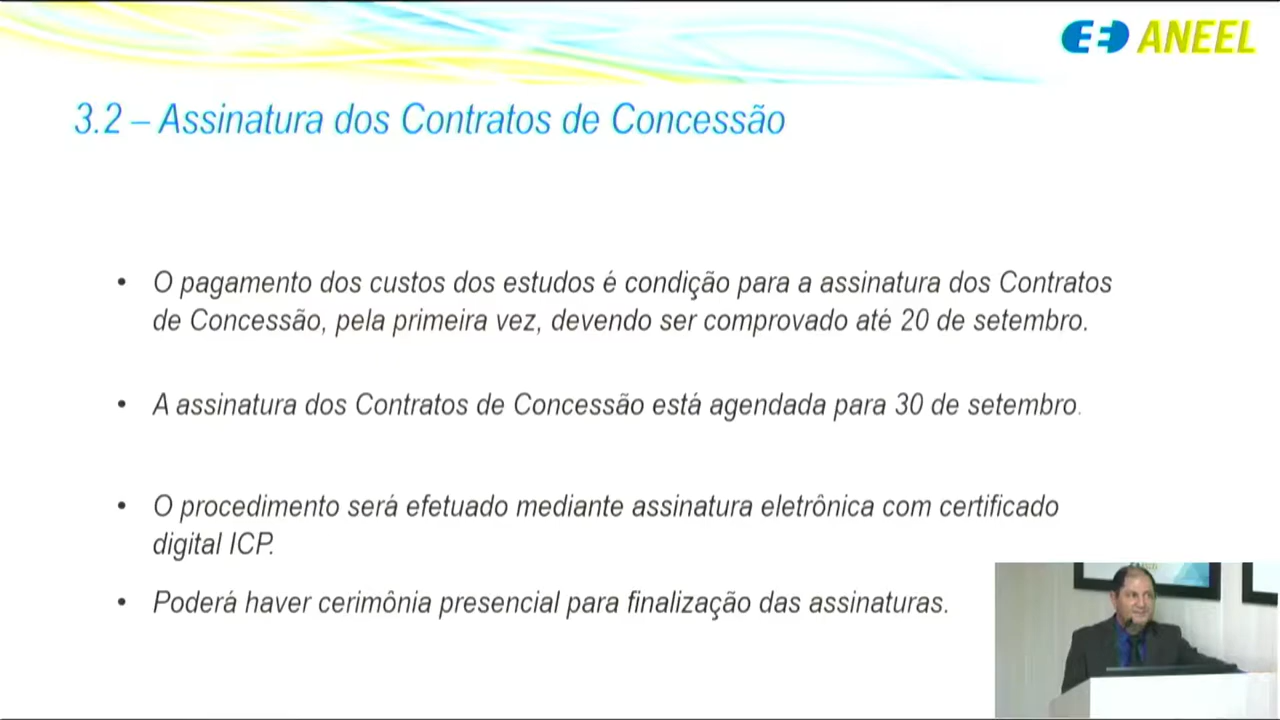 ANEEL
3.2 – Assinatura dos Contratos de Concessão
• O pagamento dos custos dos estudos é condição para a assinatura dos Contratos
de Concessão, pela primeira vez, devendo ser comprovado até 20 de setembro.
• A assinatura dos Contratos de Concessão está agendada para 30 de setembro.
• O procedimento será efetuado mediante assinatura eletrônica com certificado
digital ICP.
• Poderá haver cerimônia presencial para finalização das assinaturas.